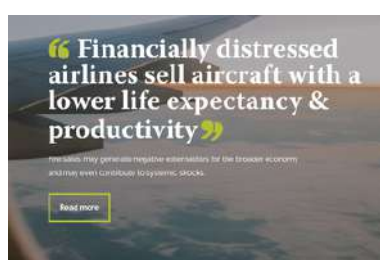 “ Financially distressed
airlines sell aircraft with a
lower life expectancy &
productivity ”
Fire sales may generate negative externalities for the broader economy
and may even contribute to systemic shocks.
Read more